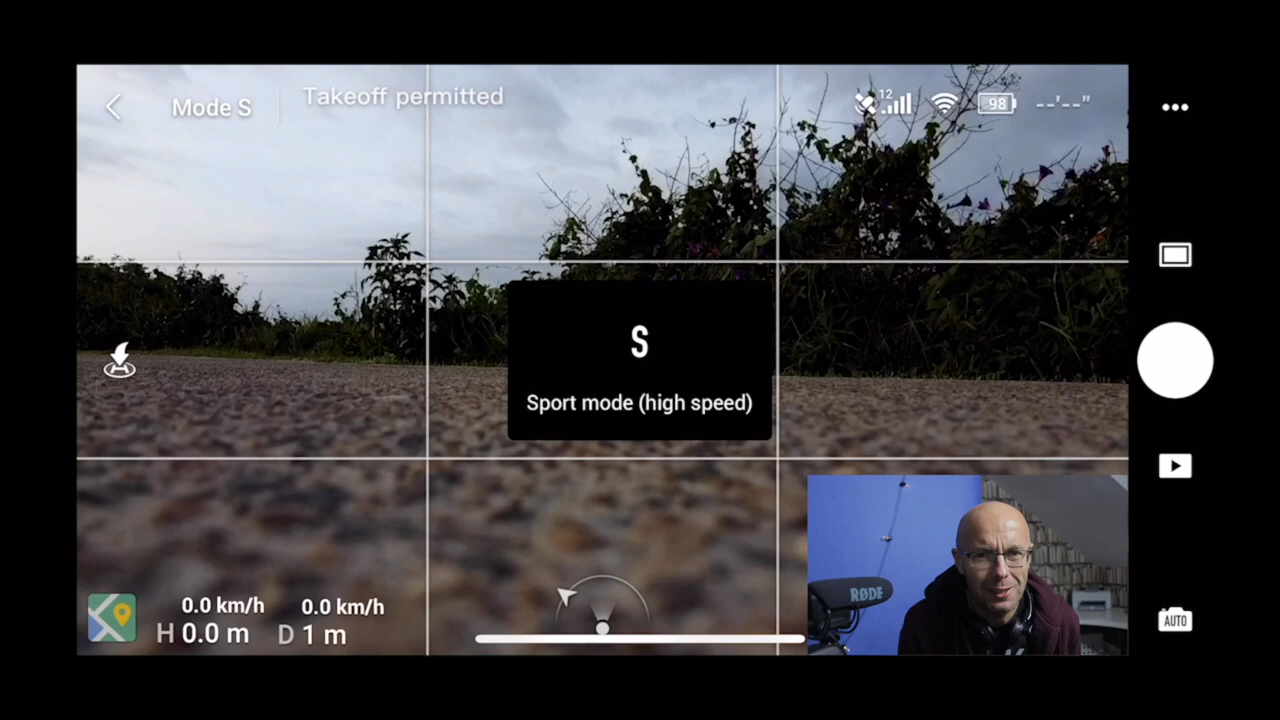 Mode S
Takeoff permitted
12
98
--'--"
S
Sport mode (high speed)
RØDE
0.0 km/h
0.0 km/h
H 0.0 m
D 1 m
AUTO